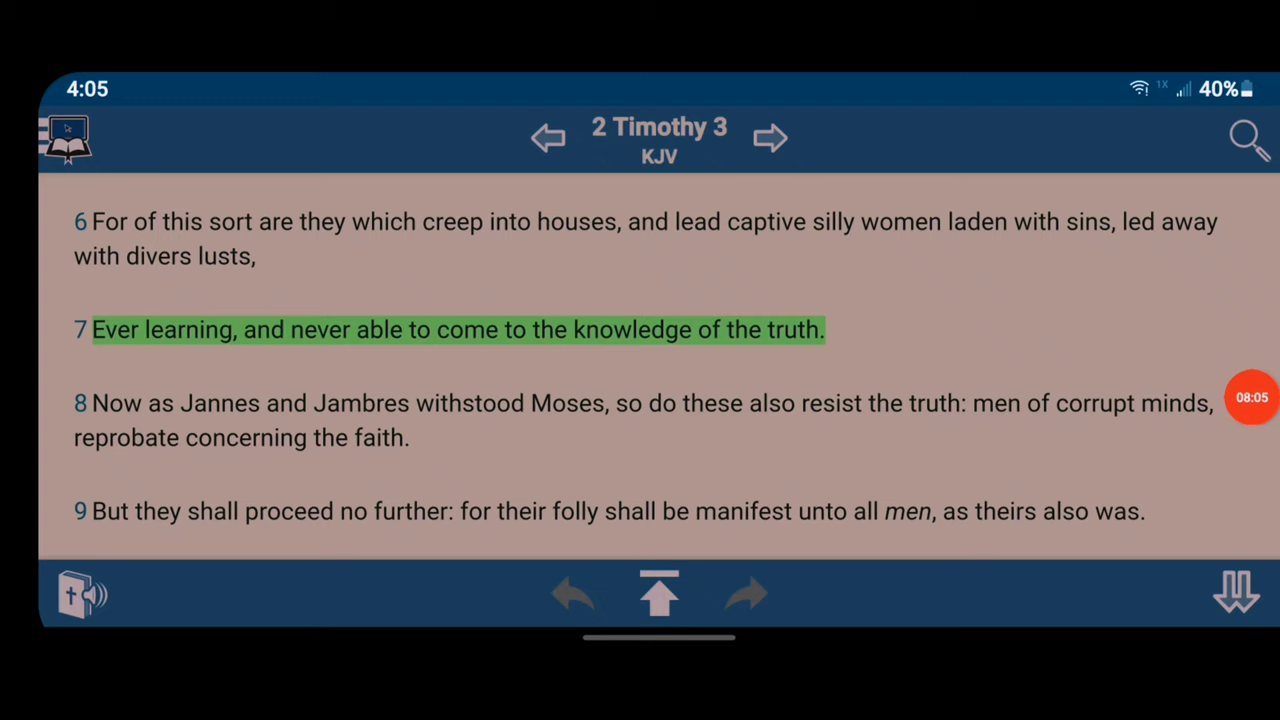 4:05
1X
40%
2 Timothy 3
KJV
6 For of this sort are they which creep into houses, and lead captive silly women laden with sins, led away
with divers lusts,
7 Ever learning, and never able to come to the knowledge of the truth.
8 Now as Jannes and Jambres withstood Moses, so do these also resist the truth: men of corrupt minds,
08:05
reprobate concerning the faith.
9 But they shall proceed no further: for their folly shall be manifest unto all men, as theirs also was.